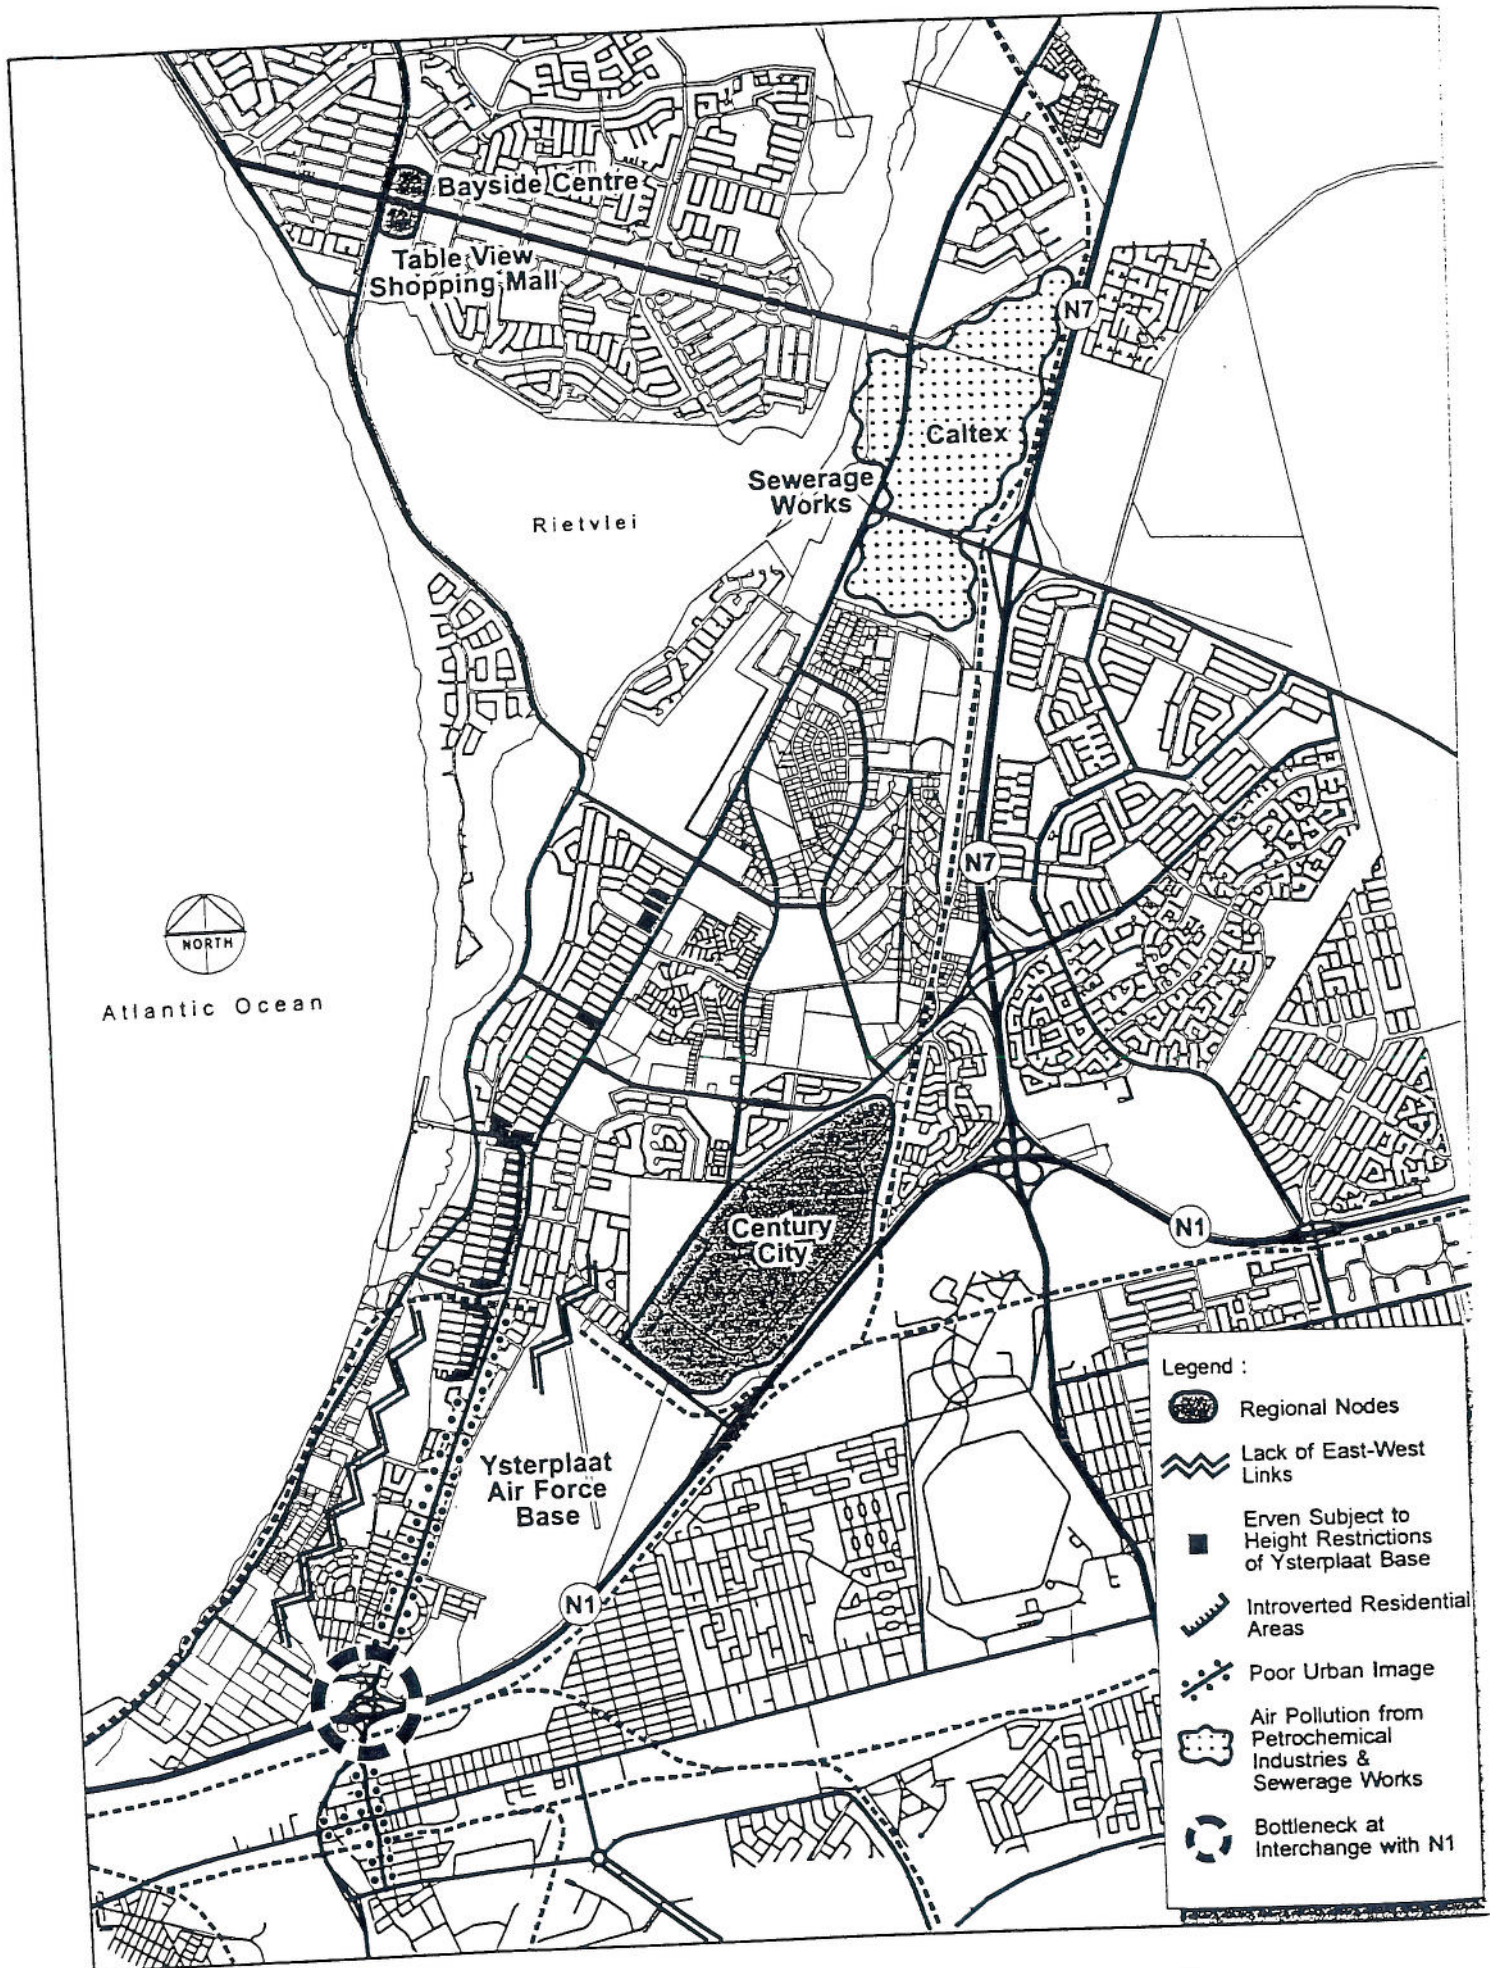 Bayside Centre
Table View
Shopping Mall
N7
Caltex
Sewerage
Works
Rietvlei
N7
NORTH
Atlantic Ocean
Century
City
N1
Ysterplaat
Air Force
Base
N1
Legend :
Regional Nodes
Lack of East-West
Links
Erven Subject to
Height Restrictions
of Ysterplaat Base
Introverted Residential
Areas
Poor Urban Image
Air Pollution from
Petrochemical
Industries &
Sewerage Works
Bottleneck at
Interchange with N1